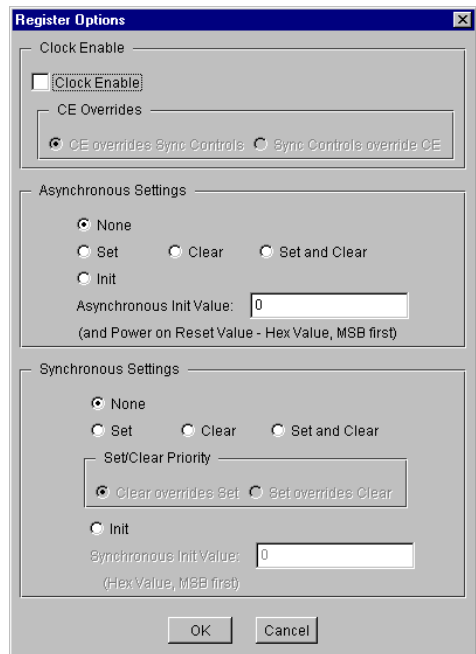 Register Options
Clock Enable
Clock Enable
CE Overrides
CE overrides Sync Controls Sync Controls override CE
Asynchronous Settings
None
Set Clear Set and Clear
Init
Asynchronous Init Value: 0
(and Power on Reset Value - Hex Value, MSB first)
Synchronous Settings
None
Set Clear Set and Clear
Set/Clear Priority
Clear overrides Set Set overrides Clear
Init
Synchronous Init Value: 0
(Hex Value, MSB first)
OK Cancel